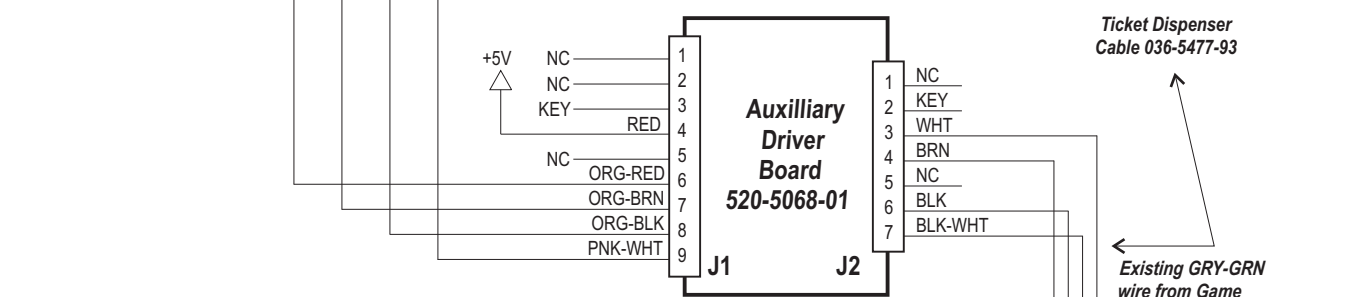 Ticket Dispenser
Cable 036-5477-93
+5V
NC
NC
KEY
RED
NC
ORG-RED
ORG-BRN
ORG-BLK
PNK-WHT
1
2
3
4
5
6
7
8
9
J1
Auxilliary
Driver
Board
520-5068-01
J2
1
2
3
4
5
6
7
NC
KEY
WHT
BRN
NC
BLK
BLK-WHT
Existing GRY-GRN
wire from Game